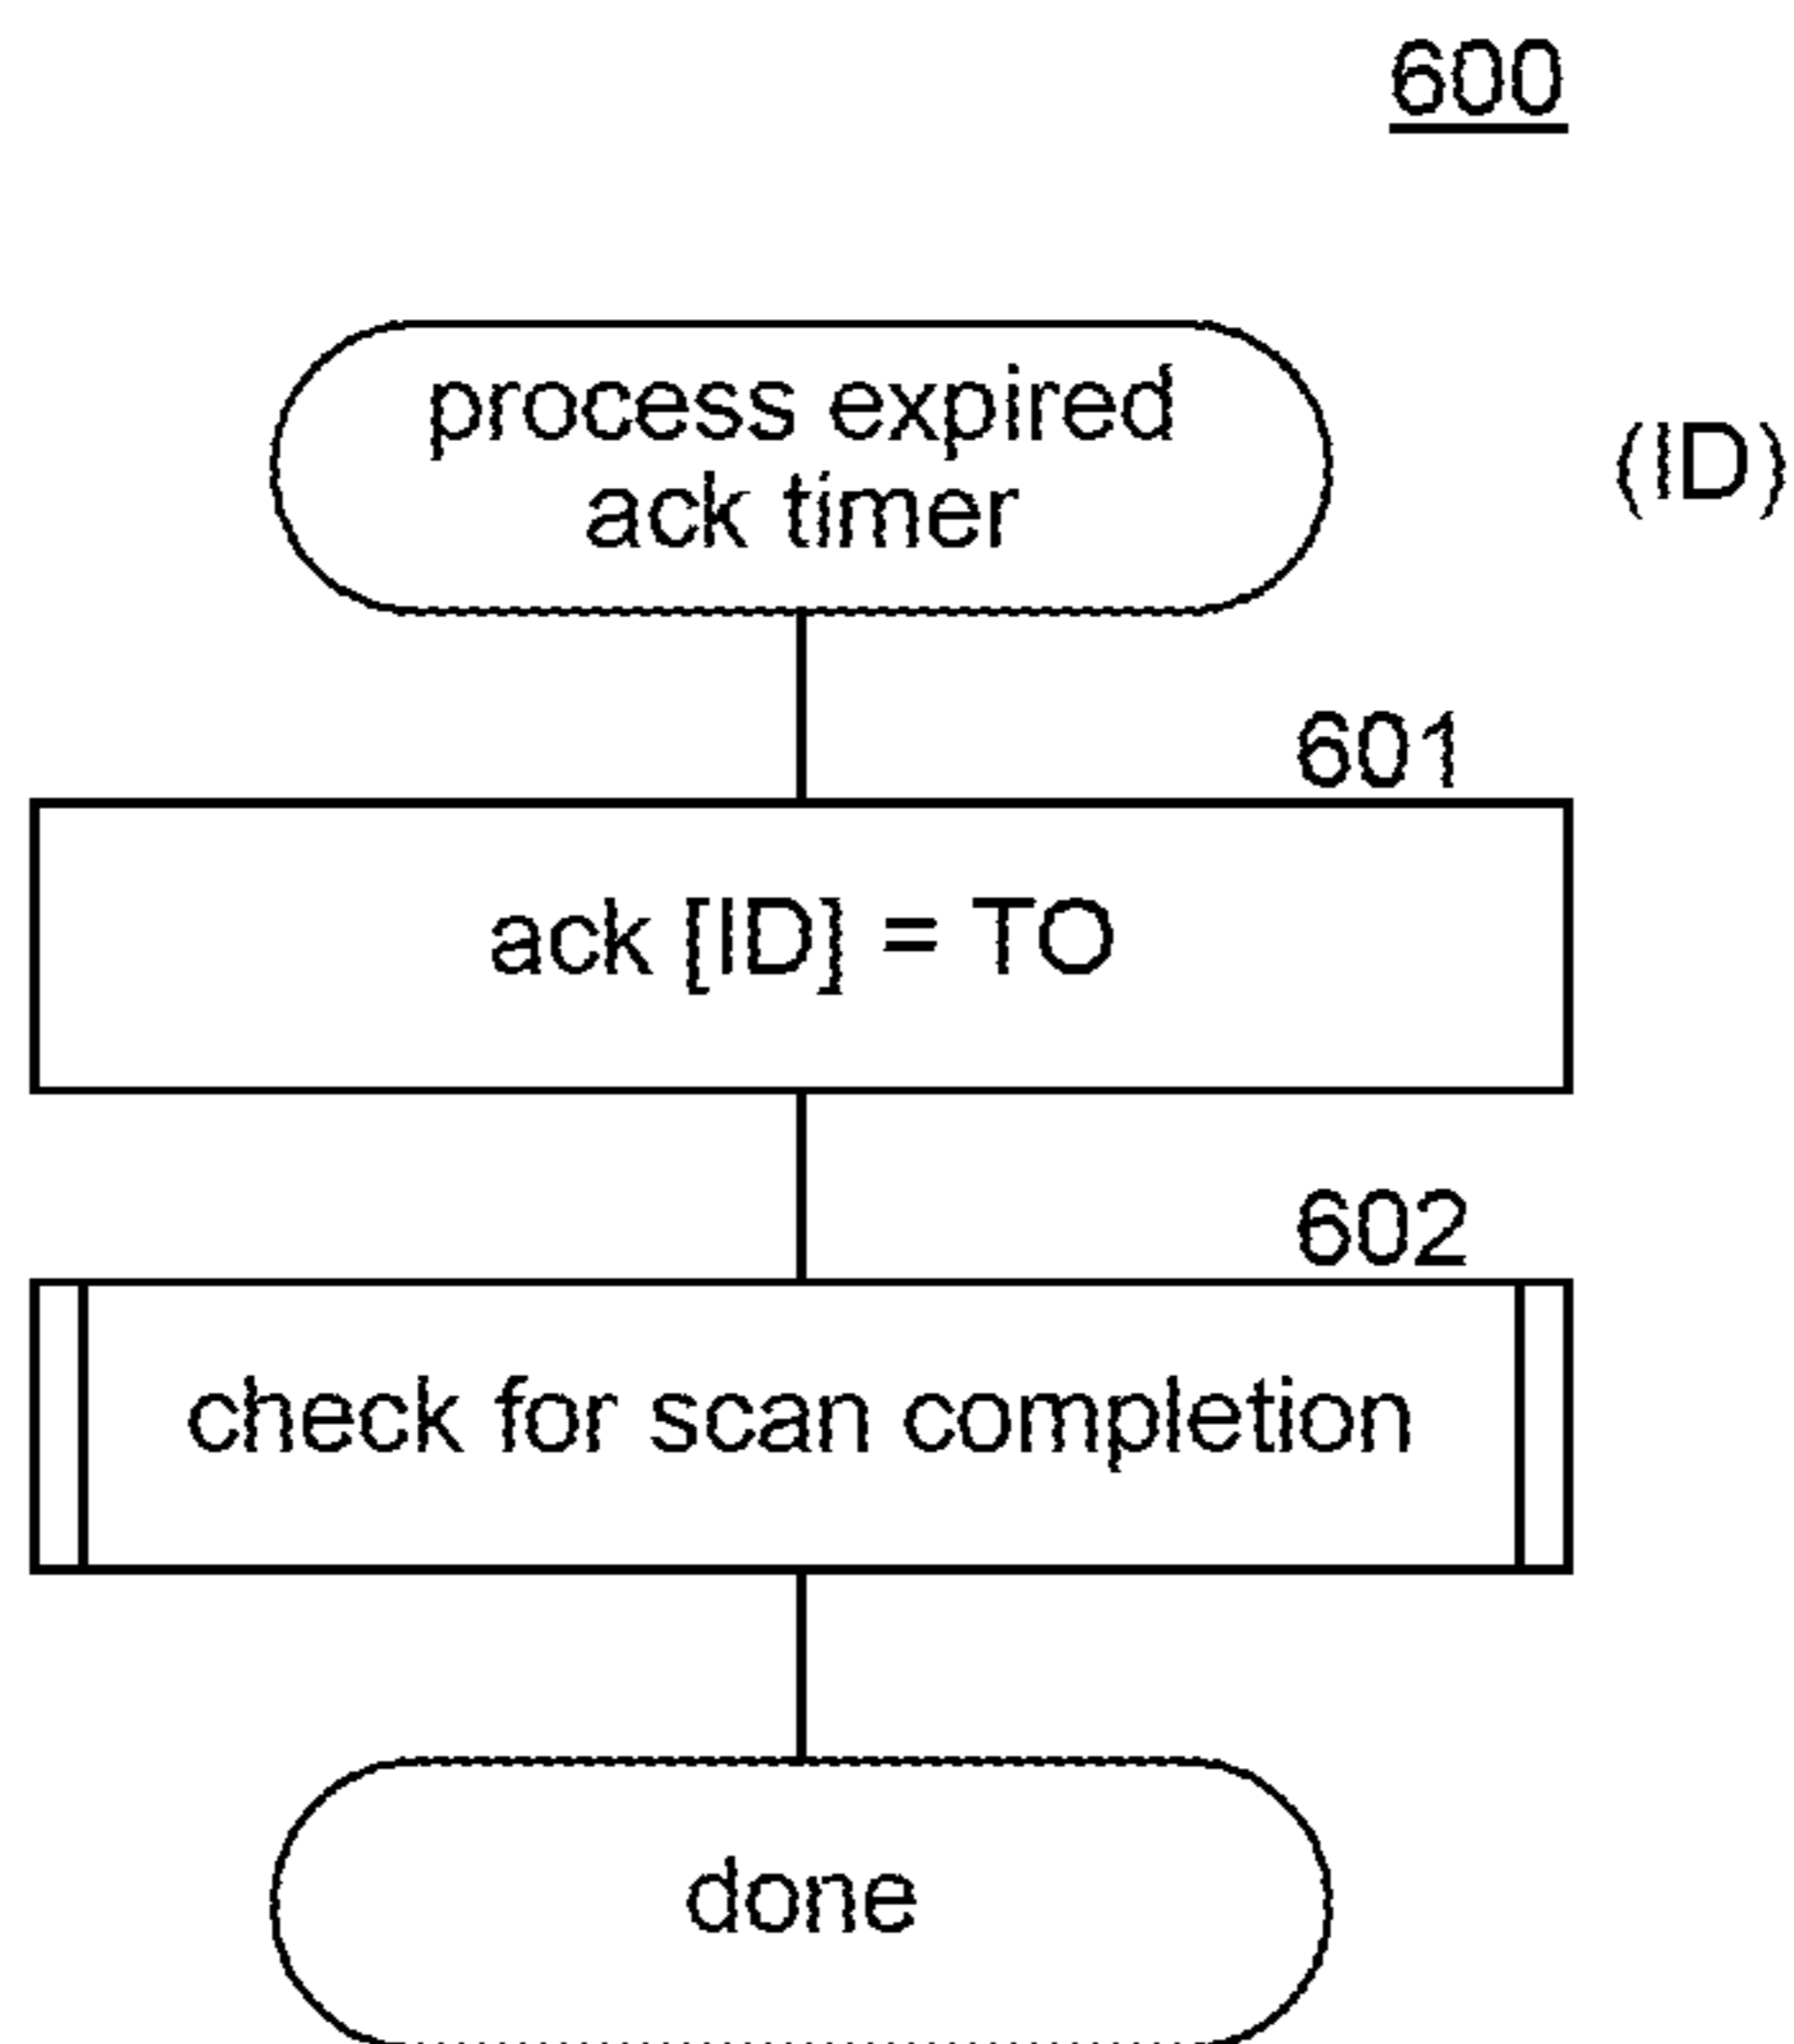 600
process expired
ack timer
(ID)
601
ack [ID] = TO
602
check for scan completion
done